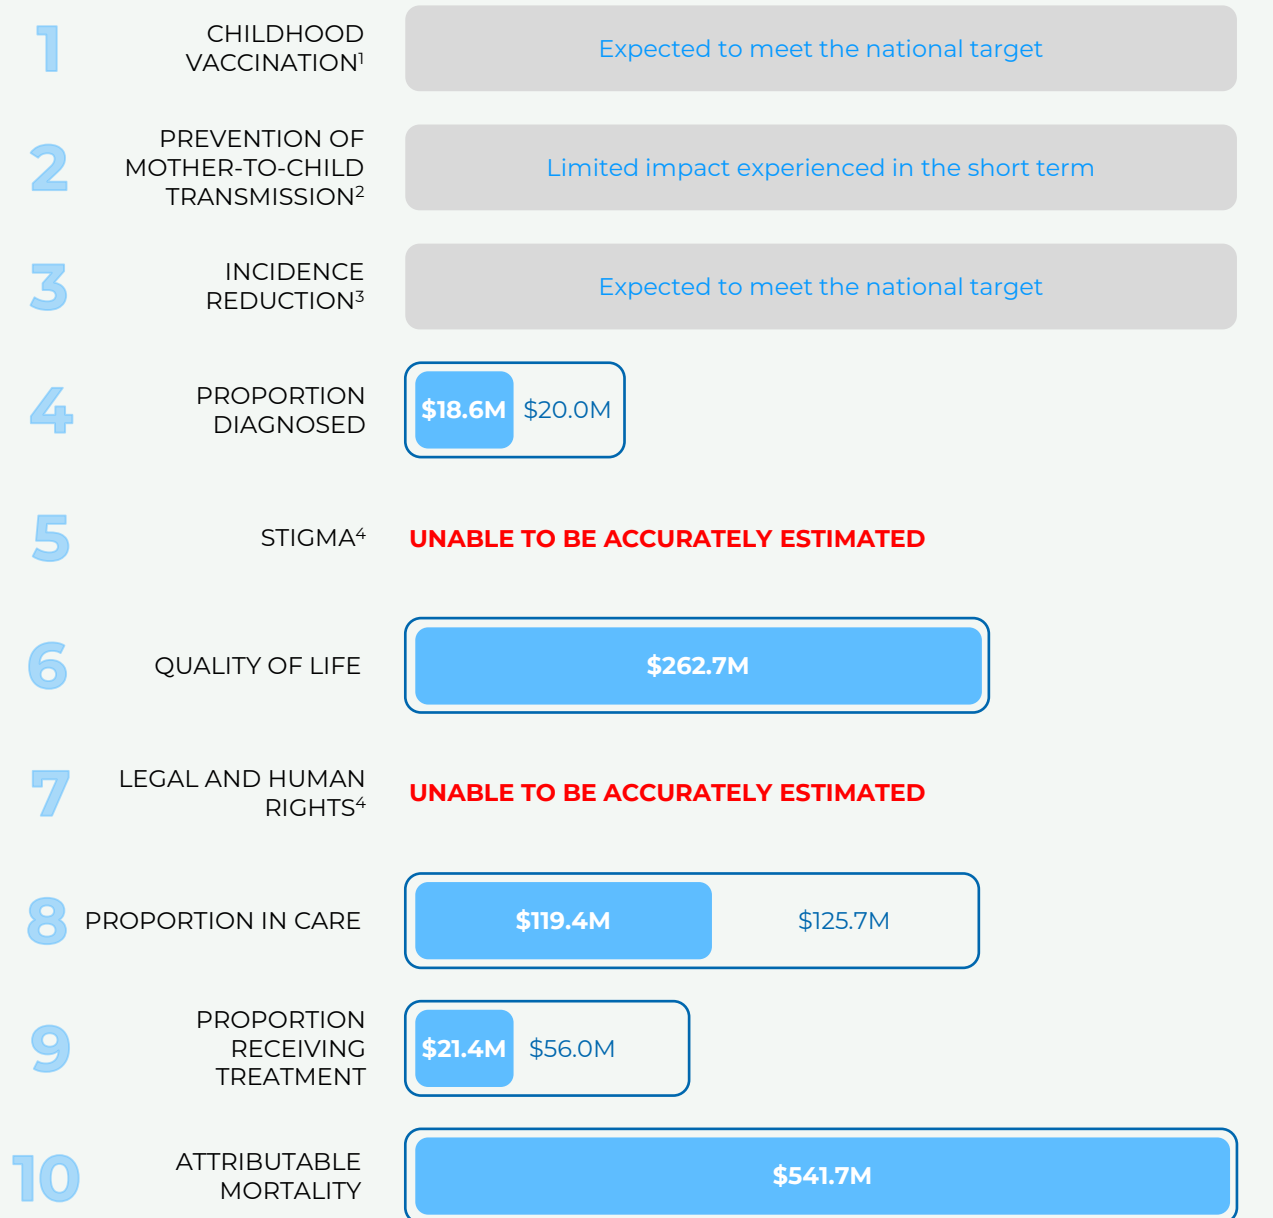 1
CHILDHOOD
VACCINATION¹
Expected to meet the national target
2
PREVENTION OF
MOTHER-TO-CHILD
TRANSMISSION²
Limited impact experienced in the short term
3
INCIDENCE
REDUCTION³
Expected to meet the national target
4
PROPORTION
DIAGNOSED
$18.6M $20.0M
5
STIGMA⁴
UNABLE TO BE ACCURATELY ESTIMATED
6
QUALITY OF LIFE
$262.7M
7
LEGAL AND HUMAN
RIGHTS⁴
UNABLE TO BE ACCURATELY ESTIMATED
8
PROPORTION IN CARE
$119.4M $125.7M
9
PROPORTION
RECEIVING
TREATMENT
$21.4M $56.0M
10
ATTRIBUTABLE
MORTALITY
$541.7M